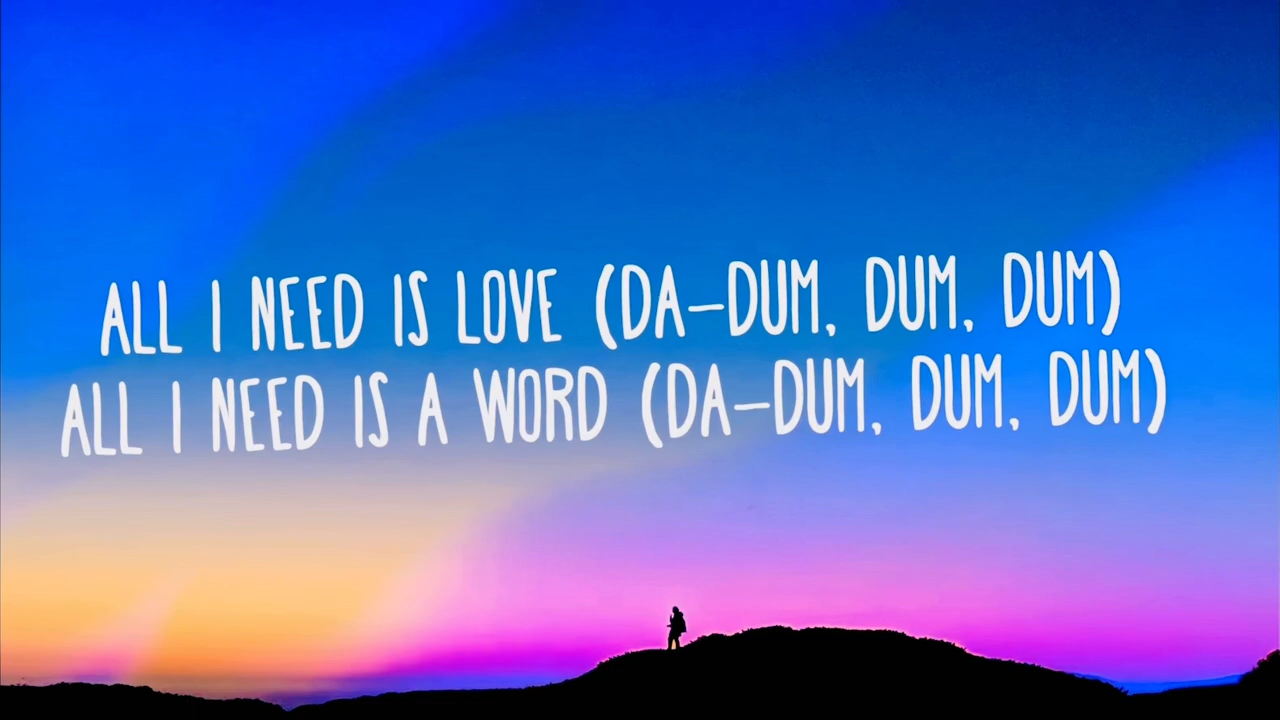 ALL I NEED IS LOVE (DA-DUM, DUM, DUM)
ALL I NEED IS A WORD (DA-DUM, DUM, DUM)